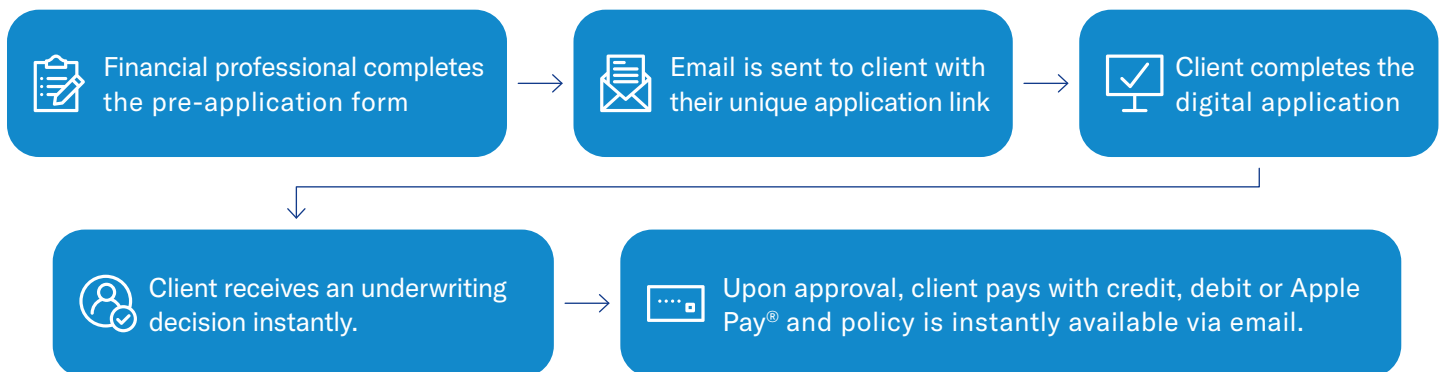 Financial professional completes
the pre-application form
Email is sent to client with
their unique application link
Client completes the
digital application
Client receives an underwriting
decision instantly.
Upon approval, client pays with credit, debit or Apple
Pay® and policy is instantly available via email.